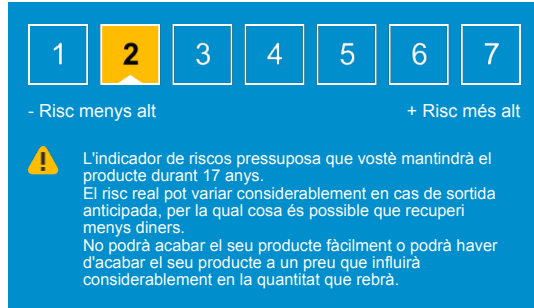 1 2 3 4 5 6 7
- Risc menys alt + Risc més alt
L'indicador de riscos pressuposa que vostè mantindrà el
producte durant 17 anys.
El risc real pot variar considerablement en cas de sortida
anticipada, per la qual cosa és possible que recuperi
menys diners.
No podrà acabar el seu producte fàcilment o podrà haver
d'acabar el seu producte a un preu que influirà
considerablement en la quantitat que rebrà.